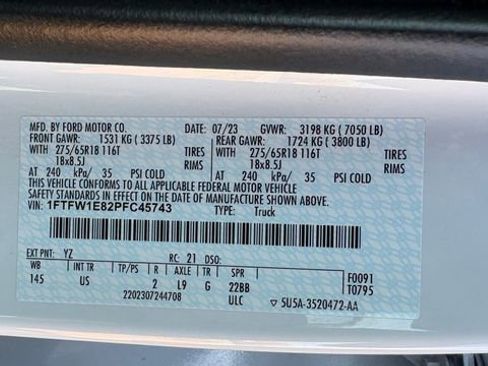 MFD. BY FORD MOTOR CO. DATE: 07/23 GVWR: 3198 KG ( 7050 LB)
FRONT GAWR: 1531 KG ( 3375 LB) REAR GAWR: 1724 KG ( 3800 LB)
WITH 275/65R18 116T TIRES WITH 275/65R18 116T TIRES
18x8.5J RIMS 18x8.5J RIMS
AT 240 kPa/ 35 PSI COLD AT 240 kPa/ 35 PSI COLD
THIS VEHICLE CONFORMS TO ALL APPLICABLE FEDERAL MOTOR VEHICLE
SAFETY STANDARDS IN EFFECT ON THE DATE OF MANUFACTURE SHOWN ABOVE.
VIN: 1FTFW1E82PFC45743 TYPE: Truck
EXT PNT: YZ RC: 21 DSO:
WB INT TR TP/PS R AXLE TR SPR F0091
145 US 2 L9 G 22BB T0795
2202307244708 ULC 5U5A-3520472-AA